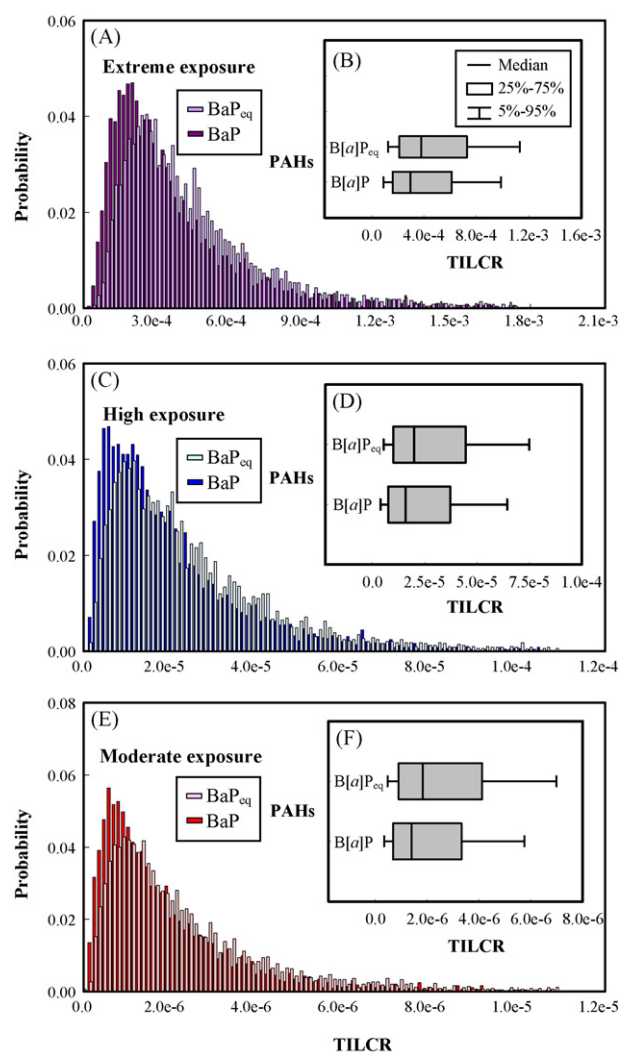 (A)
Extreme exposure
BaPeq
BaP
Probability
0.06
0.04
0.02
0.00
0.0 3.0e-4 6.0e-4 9.0e-4 1.2e-3 1.5e-3 1.8e-3 2.1e-3
(B)
Median
25%-75%
5%-95%
PAHs
B[a]Peq
B[a]P
0.0 4.0e-4 8.0e-4 1.2e-3 1.6e-3
TILCR
(C)
High exposure
BaPeq
BaP
Probability
0.06
0.04
0.02
0.00
0.0 2.0e-5 4.0e-5 6.0e-5 8.0e-5 1.0e-4 1.2e-4
(D)
PAHs
B[a]Peq
B[a]P
0.0 2.5e-5 5.0e-5 7.5e-5 1.0e-4
TILCR
(E)
Moderate exposure
BaPeq
BaP
Probability
0.08
0.06
0.04
0.02
0.00
0.0 2.0e-6 4.0e-6 6.0e-6 8.0e-6 1.0e-5 1.2e-5
TILCR
(F)
PAHs
B[a]Peq
B[a]P
0.0 2.0e-6 4.0e-6 6.0e-6 8.0e-6
TILCR